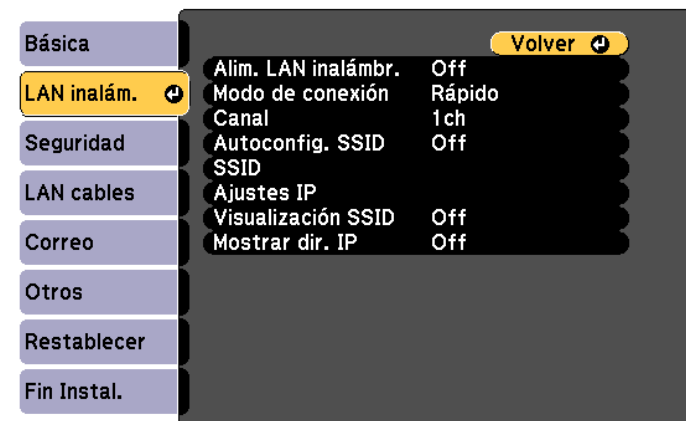 Básica
LAN inalám.
Seguridad
LAN cables
Correo
Otros
Restablecer
Fin Instal.
Volver
Alim. LAN inalámbr. Off
Modo de conexión Rápido
Canal 1ch
Autoconfig. SSID Off
SSID
Ajustes IP
Visualización SSID Off
Mostrar dir. IP Off